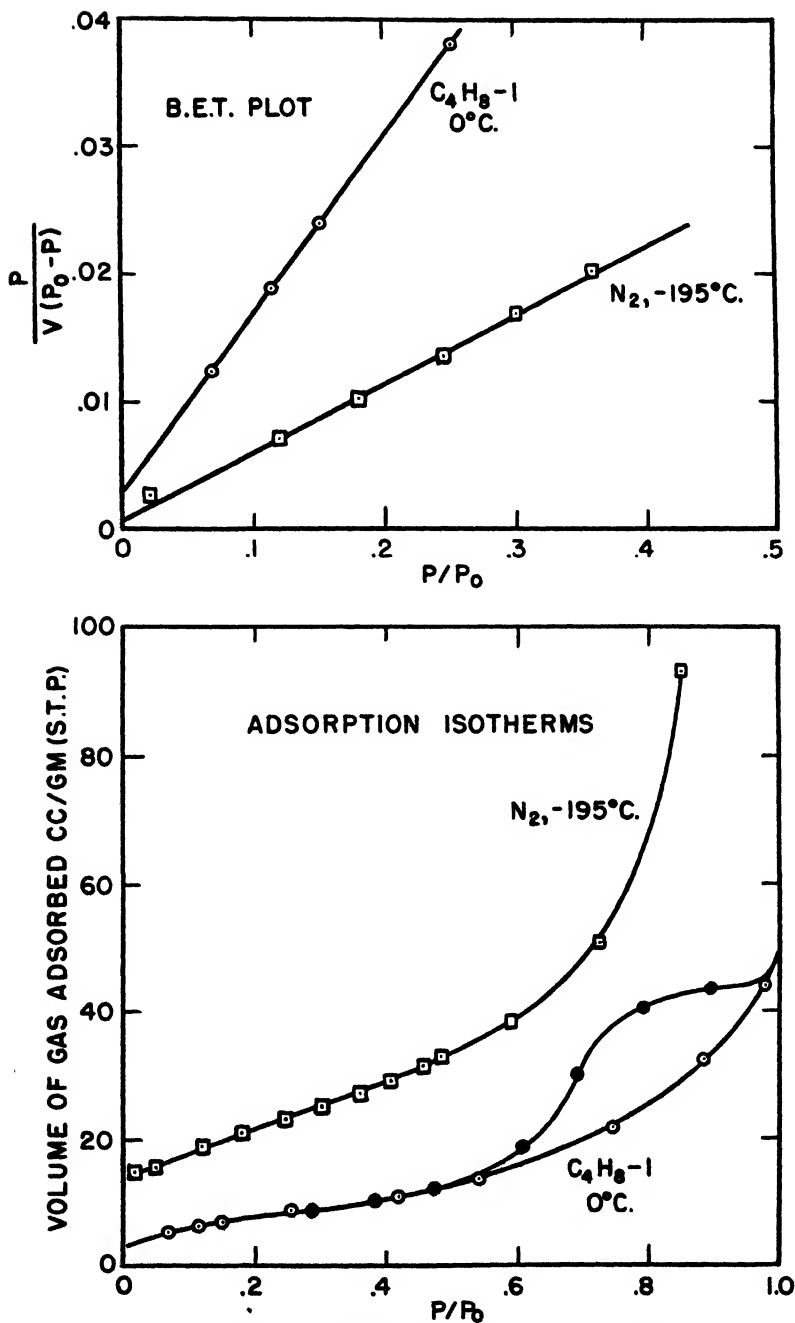 .04
B.E.T. PLOT
C₄H₈-1
0°C.
.03
P
V (P₀ - P)
.02
N₂, -195°C.
.01
0
0 .1 .2 .3 .4 .5
P/P₀
100
ADSORPTION ISOTHERMS
VOLUME OF GAS ADSORBED CC/GM (S.T.P.)
80
N₂, -195°C.
60
40
20
C₄H₈-1
0°C.
0
0 .2 .4 .6 .8 1.0
P/P₀